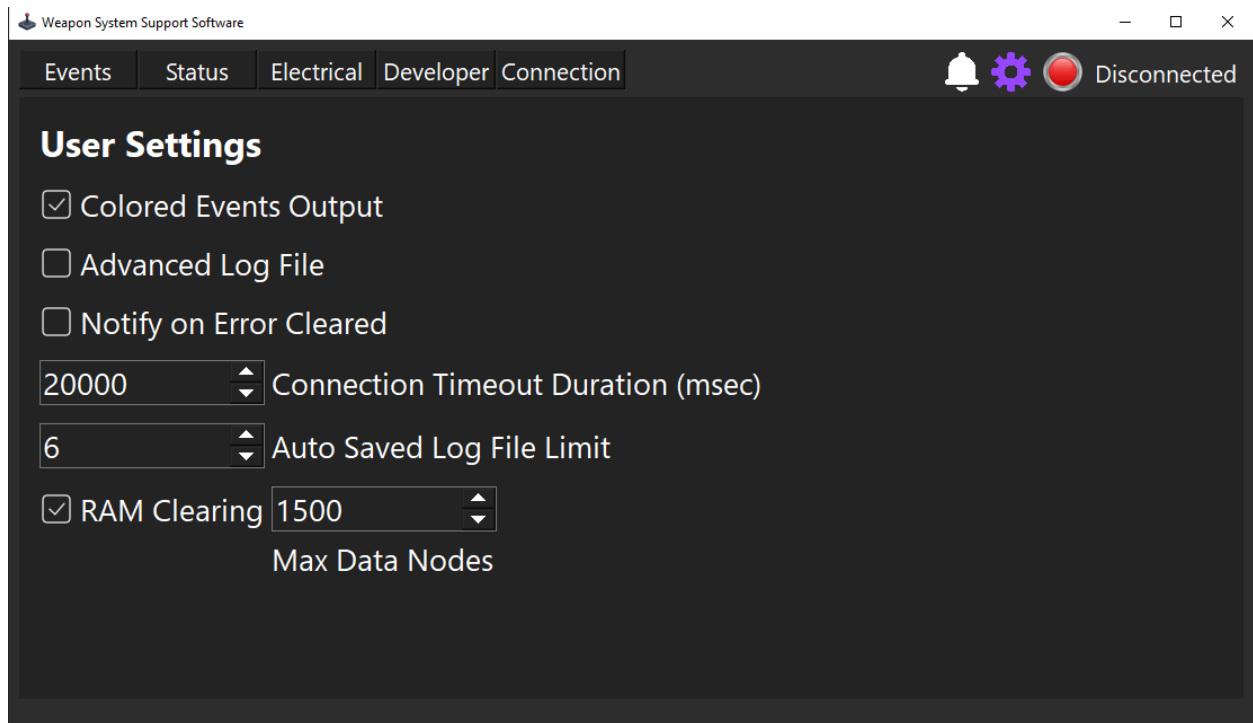 Weapon System Support Software
Events Status Electrical Developer Connection Disconnected
User Settings
Colored Events Output
Advanced Log File
Notify on Error Cleared
20000 Connection Timeout Duration (msec)
6 Auto Saved Log File Limit
RAM Clearing 1500
Max Data Nodes